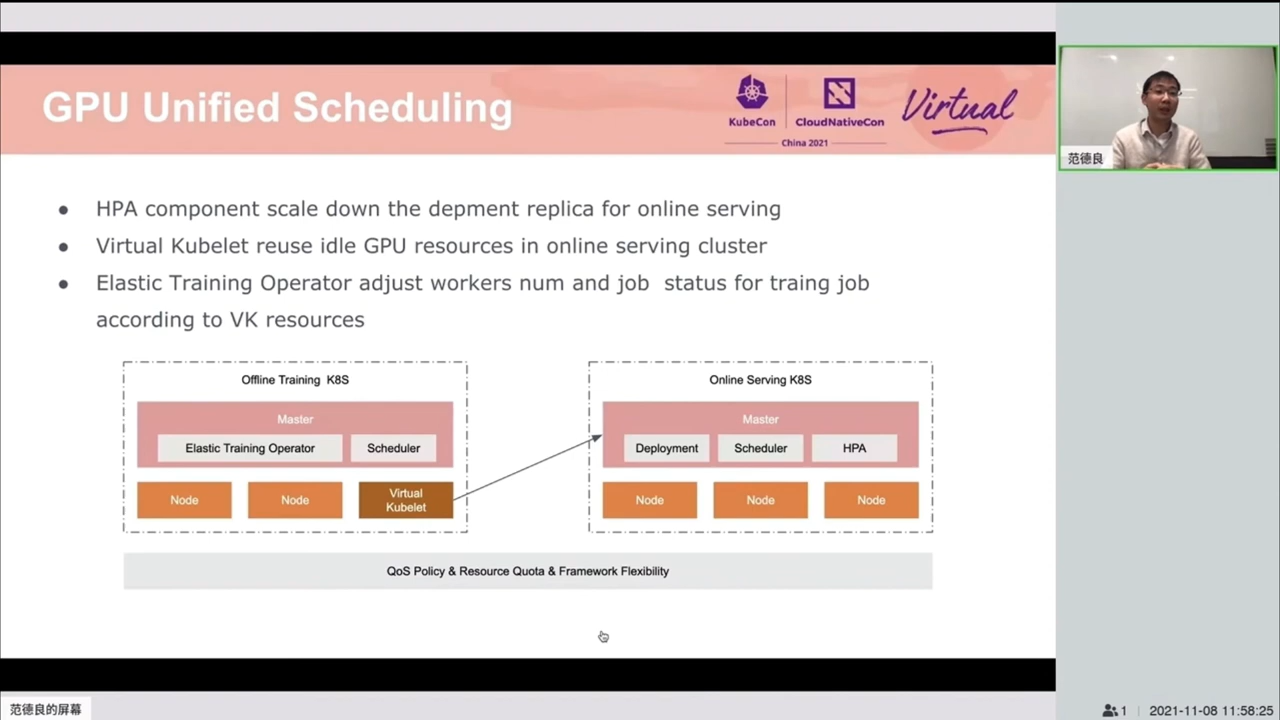 GPU Unified Scheduling
KubeCon
CloudNativeCon
China 2021
Virtual
范德良
● HPA component scale down the depment replica for online serving
● Virtual Kubelet reuse idle GPU resources in online serving cluster
● Elastic Training Operator adjust workers num and job status for traing job
according to VK resources
Offline Training K8S
Master
Elastic Training Operator
Scheduler
Node
Node
Virtual
Kubelet
Online Serving K8S
Master
Deployment
Scheduler
HPA
Node
Node
Node
QoS Policy & Resource Quota & Framework Flexibility
范德良的屏幕
1
2021-11-08 11:58:25